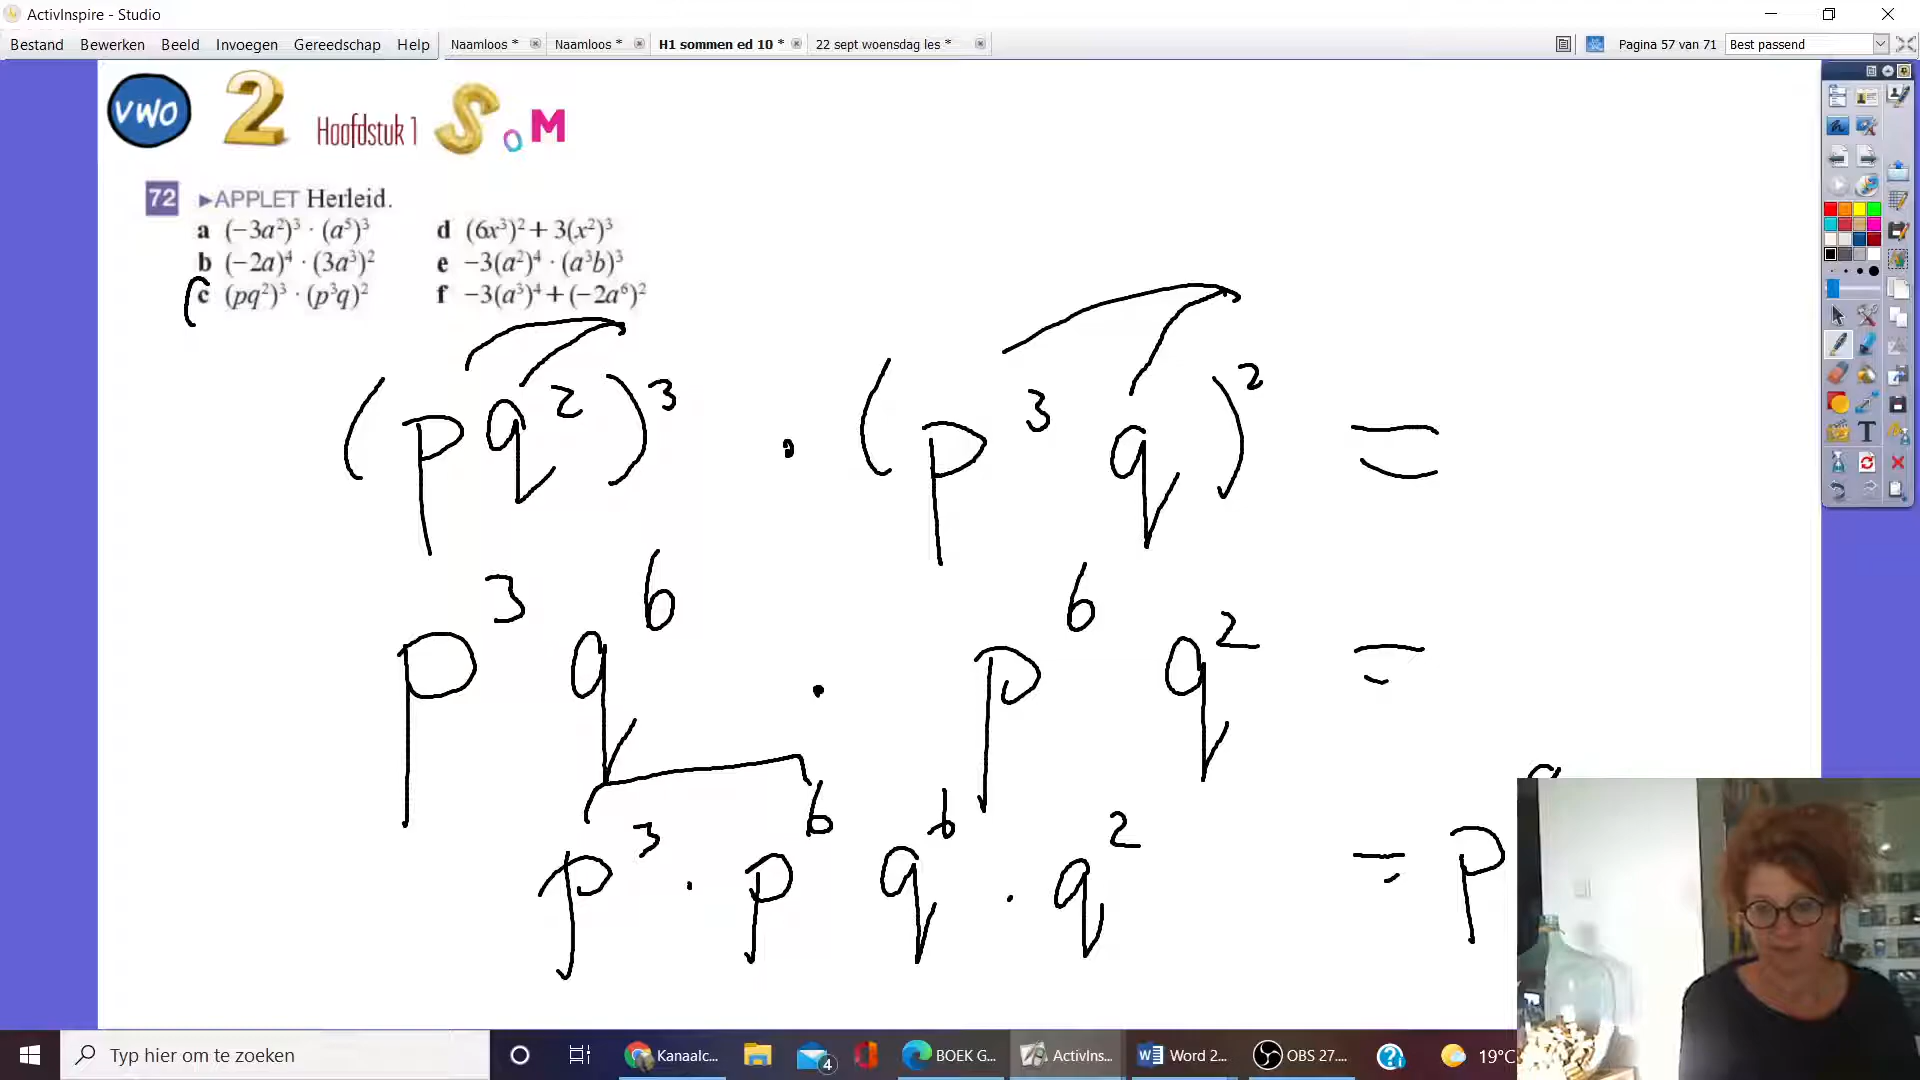 ActivInspire - Studio
Bestand Bewerken Beeld Invoegen Gereedschap Help Naamloos * Naamloos * H1 sommen ed 10 * 22 sept woensdag les * Pagina 57 van 71 Best passend
VWO 2 Hoofdstuk 1 SoM
72 ▸APPLET Herleid.
a (−3a²)³ · (a⁵)³ d (6x³)² + 3(x²)³
b (−2a)⁴ · (3a³)² e −3(a²)⁴ · (a³b)³
c (pq²)³ · (p³q)² f −3(a³)⁴ + (−2a⁶)²
(pq²)³ · (p³q)² =
p³q⁶ · p⁶q² =
p³ · p⁶ q⁶ · q² = p
Typ hier om te zoeken Kanaalc... 4 BOEK G... ActivIns... Word 2... OBS 27.... 19°C